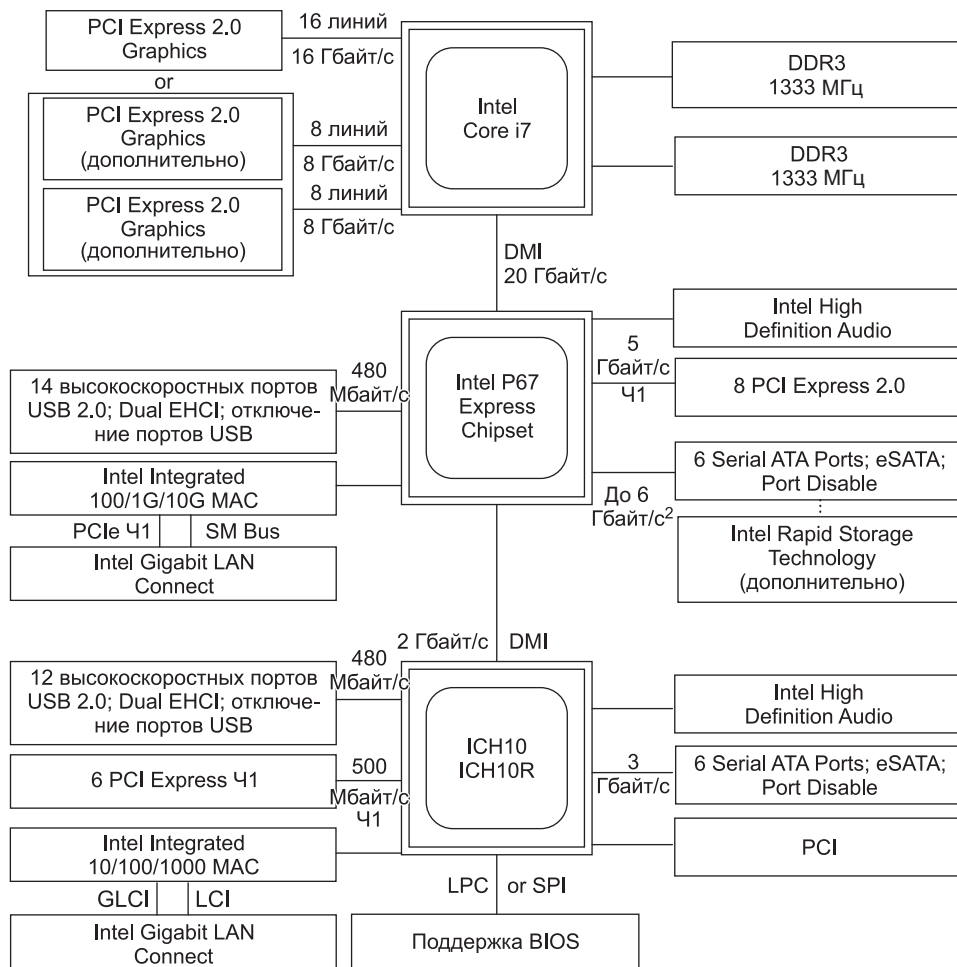 PCI Express 2.0
Graphics
16 линий
16 Гбайт/с
or
PCI Express 2.0
Graphics
(дополнительно)
8 линий
8 Гбайт/с
PCI Express 2.0
Graphics
(дополнительно)
8 линий
8 Гбайт/с
Intel
Core i7
DDR3
1333 МГц
DDR3
1333 МГц
DMI
20 Гбайт/с
Intel P67
Express
Chipset
Intel High
Definition Audio
5
Гбайт/с
Ч1
8 PCI Express 2.0
480
Мбайт/с
14 высокоскоростных портов
USB 2.0; Dual EHCI; отключе-
ние портов USB
Intel Integrated
100/1G/10G MAC
PCIe Ч1
SM Bus
Intel Gigabit LAN
Connect
До 6
Гбайт/с2
6 Serial ATA Ports; eSATA;
Port Disable
Intel Rapid Storage
Technology
(дополнительно)
2 Гбайт/с
DMI
480
Мбайт/с
12 высокоскоростных портов
USB 2.0; Dual EHCI; отключе-
ние портов USB
ICH10
ICH10R
Intel High
Definition Audio
6 PCI Express Ч1
500
Мбайт/с
Ч1
3
Гбайт/с
6 Serial ATA Ports; eSATA;
Port Disable
Intel Integrated
10/100/1000 MAC
PCI
GLCI
LCI
LPC
or SPI
Intel Gigabit LAN
Connect
Поддержка BIOS